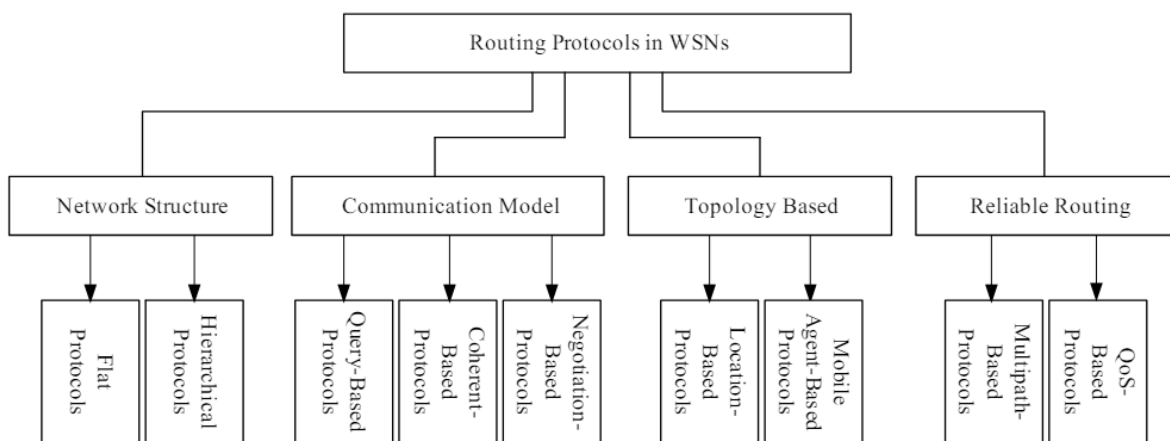 Routing Protocols in WSNs
Network Structure
Communication Model
Topology Based
Reliable Routing
Flat
Protocols
Hierarchical
Protocols
Query-Based
Protocols
Coherent-
Based
Protocols
Negotiation-
Based
Protocols
Location-
Based
Protocols
Mobile
Agent-Based
Protocols
Multipath-
Based
Protocols
QoS-
Based
Protocols